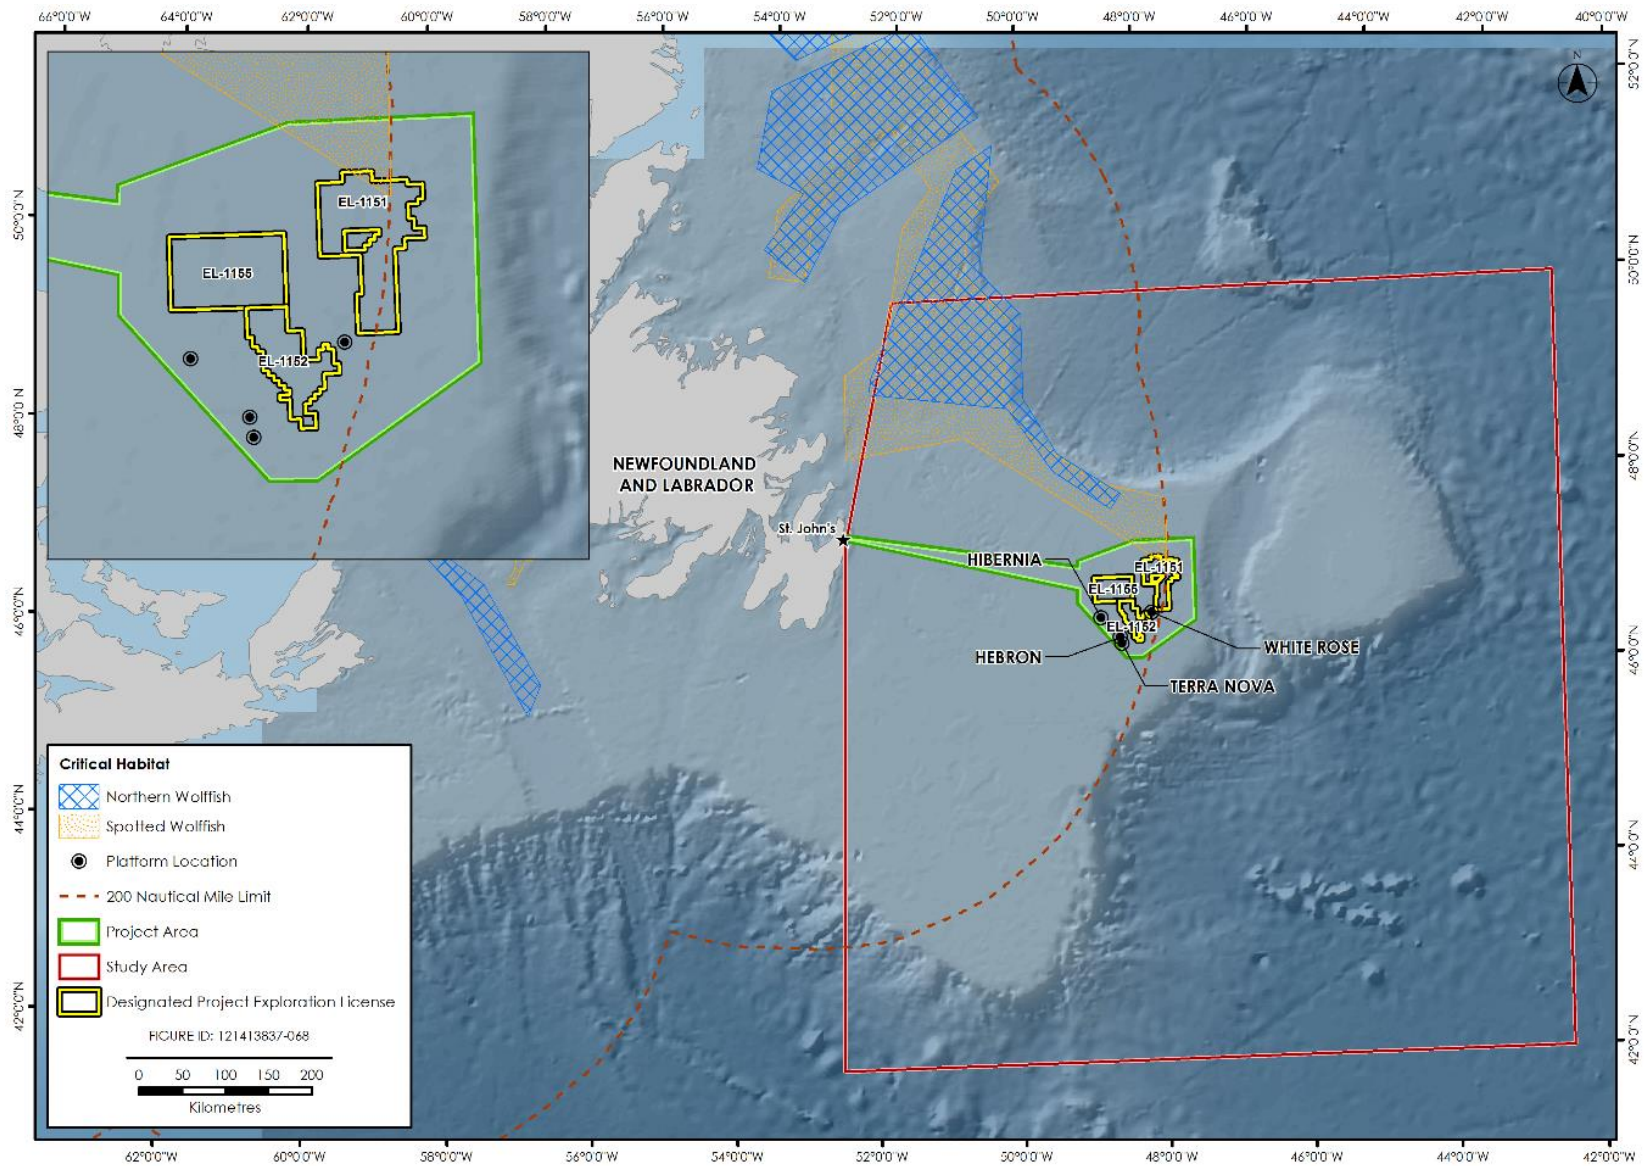 66°0'0"W 64°0'0"W 62°0'0"W 60°0'0"W 58°0'0"W 56°0'0"W 54°0'0"W 52°0'0"W 50°0'0"W 48°0'0"W 46°0'0"W 44°0'0"W 42°0'0"W 40°0'0"W
N
52°0'0"N
50°0'0"N
50°0'0"N
48°0'0"N
48°0'0"N
46°0'0"N
46°0'0"N
44°0'0"N
44°0'0"N
42°0'0"N
42°0'0"N
EL-1151
EL-1155
EL-1152
NEWFOUNDLAND
AND LABRADOR
St. John's
HIBERNIA
EL-1151
EL-1155
EL-1152
HEBRON
WHITE ROSE
TERRA NOVA
Critical Habitat
Northern Wolffish
Spotted Wolffish
Platform Location
200 Nautical Mile Limit
Project Area
Study Area
Designated Project Exploration License
FIGURE ID: 121413837-068
0 50 100 150 200
Kilometres
62°0'0"W 60°0'0"W 58°0'0"W 56°0'0"W 54°0'0"W 52°0'0"W 50°0'0"W 48°0'0"W 46°0'0"W 44°0'0"W 42°0'0"W